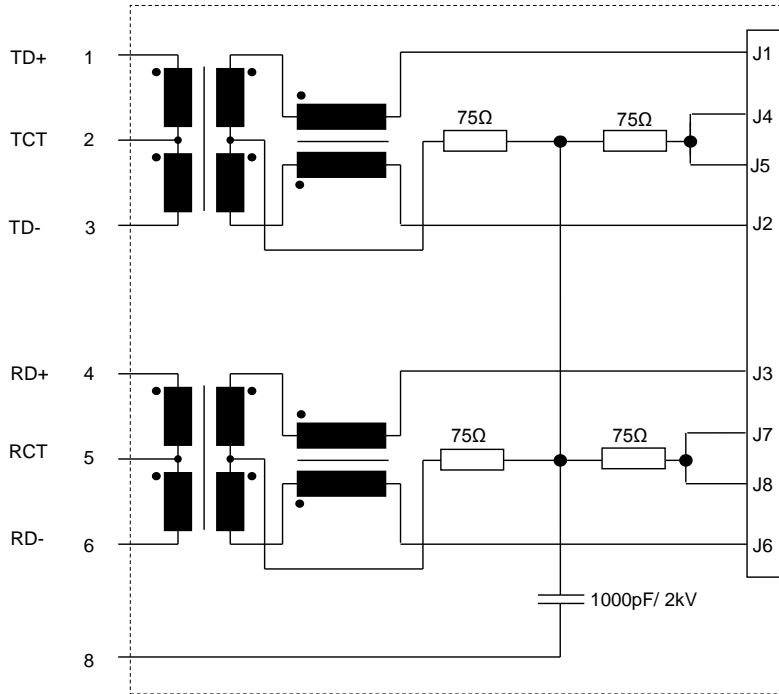 TD+ 1
J1
75Ω 75Ω
J4
TCT 2
J5
TD- 3
J2
RD+ 4
J3
75Ω 75Ω
J7
RCT 5
J8
RD- 6
J6
1000pF/ 2kV
8